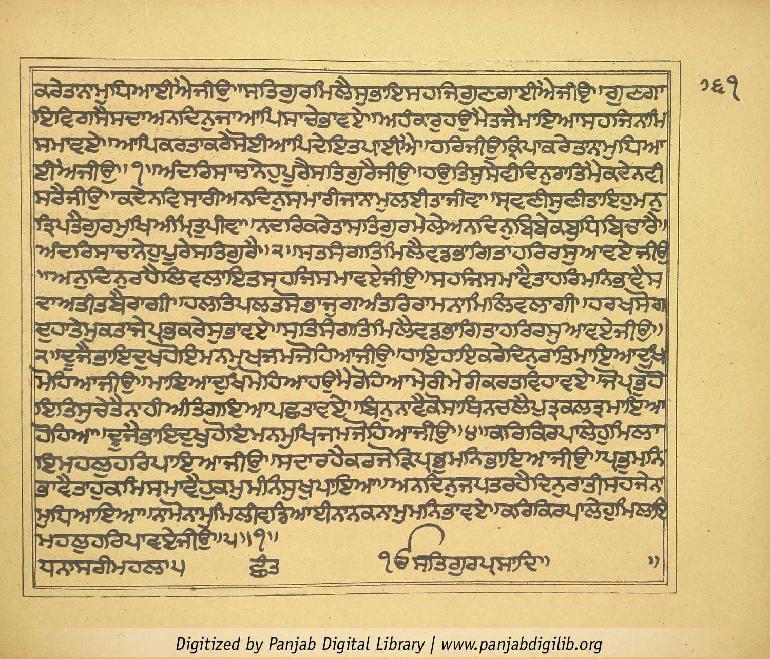 ੭੬੧
ਕਰੇਤਨਾਮੁਧਿਆਈਐਜੀਉ॥ਸਤਿਗੁਰਮਿਲੈਸੁਭਾਇਸਹਜਿਗੁਣਗਾਈਐਜੀਉ॥ਗੁਣਗਾ
ਇਵਿਗਸੈਸਦਾਅਨਦਿਨੁਜਾਆਪਿਸਾਚੇਭਾਵਏ॥ਅਹੰਕਾਰੁਹਉਮੈਤਜੈਮਾਇਆਸਹਜਿਨਾਮਿ
ਸਮਾਵਏ॥ਆਪਿਕਰਤਾਕਰੇਸੋਈਆਪਿਦੇਇਤਪਾਈਐ॥ਹਰਿਜੀਉਕ੍ਰਿਪਾਕਰੇਤਨਾਮੁਧਿਆ
ਈਐਜੀਉ॥੧॥ਅੰਦਰਿਸਾਚਾਨੇਹੁਪੂਰੈਸਤਿਗੁਰੈਜੀਉ॥ਹਉਤਿਸੁਸੇਵੀਦਿਨੁਰਾਤਿਮੈਕਦੇਨਵੀ
ਸਰੈਜੀਉ॥ਕਦੇਨਵਿਸਾਰੀਅਨਦਿਨੁਸਮਾਰੀਜਾਨਾਮੁਲਈਤਾਜੀਵਾ॥ਸ੍ਰਵਣੀਸੁਣੀਤਇਹੁਮਨੁ
ਤ੍ਰਿਪਤੈਗੁਰਮੁਖਿਅੰਮ੍ਰਿਤੁਪੀਵਾ॥ਨਦਰਿਕਰੇਤਾਸਤਿਗੁਰੁਮੇਲੇਅਨਦਿਨੁਬਿਬੇਕਬੁਧਿਬਿਚਰੈ॥
ਅੰਦਰਿਸਾਚਾਨੇਹੁਪੂਰੇਸਤਿਗੁਰੈ॥੨॥ਸਤਸੰਗਤਿਮਿਲੈਵਡਭਾਗਿਤਾਹਰਿਰਸੁਆਵਏਜੀਉ
॥ਅਨਦਿਨੁਰਹੈਲਿਵਲਾਇਤਸਹਜਿਸਮਾਵਏਜੀਉ॥ਸਹਜਿਸਮਾਵੈਤਾਹਰਿਮਨਿਭਾਵੈਸ
ਦਾਅਤੀਤੁਬੈਰਾਗੀ॥ਹਲਤਿਪਲਤਿਸੋਭਾਜਗਅੰਤਰਿਰਾਮਨਾਮਿਲਿਵਲਾਗੀ॥ਹਰਖਸੋਗ
ਦੁਹਾਤੇਮੁਕਤਾਜੋਪ੍ਰਭੁਕਰੇਸੁਭਾਵਏ॥ਸਤਿਸੰਗਤਿਮਿਲੈਵਡਭਾਗਿਤਾਹਰਿਰਸੁਆਵਏਜੀਉ॥
੩॥ਦੂਜੈਭਾਇਦੁਖੁਹੋਇਮਨਮੁਖਜਮਜੋਹਿਆਜੀਉ॥ਹਾਇਹਾਇਕਰੇਦਿਨੁਰਾਤਿਮਾਇਆਦੁਖਿ
ਮੋਹਿਆਜੀਉ॥ਮਾਇਆਦੁਖਿਮੋਹਿਆਹਉਮੈਰੋਹਿਆਮੇਰੀਮੇਰੀਕਰਤਵਿਹਾਵਏ॥ਜੋਪ੍ਰਭੁਦੇ
ਇਤਿਸੁਚੇਤੈਨਾਹੀਅੰਤਿਗਇਆਪਛੁਤਾਵਏ॥ਬਿਨੁਨਾਵੈਕੋਸਾਥਿਨਚਲੈਪੁਤ੍ਰਕਲਤ੍ਰਮਾਇਆ
ਹੋਹਿਆ॥ਦੂਜੈਭਾਇਦੁਖੁਹੋਇਮਨਮੁਖਿਜਮਜੋਹਿਆਜੀਉ॥੪॥ਕਰਿਕਿਰਪਾਲੇਹੁਮਿਲਾ
ਇਮਹਲੁਹਰਿਪਾਇਆਜੀਉ॥ਸਦਾਰਹੈਕਰਜੋੜਿਪ੍ਰਭੁਮਨਿਭਾਇਆਜੀਉ॥ਪ੍ਰਭੁਮਨਿ
ਭਾਵੈਤਾਹੁਕਮਿਸਮਾਵੈਹੁਕਮੁਮੰਨਿਸੁਖੁਪਾਇਆ॥ਅਨਦਿਨੁਜਪਤਰਹੈਦਿਨੁਰਾਤੀਸਹਜੇਨਾ
ਮੁਧਿਆਇਆ॥ਨਾਮੋਨਾਮੁਮਿਲੀਵਡਿਆਈਨਾਨਕਨਾਮੁਮਨਿਭਾਵਏ॥ਕਰਿਕਿਰਪਾਲੇਹੁਮਿਲਾਇ
ਮਹਲੁਹਰਿਪਾਵਏਜੀਉ॥੫॥੧॥
ਧਨਾਸਰੀਮਹਲਾ੫ ਛੰਤ ੴਸਤਿਗੁਰਪ੍ਰਸਾਦਿ॥ ॥
Digitized by Panjab Digital Library | www.panjabdigilib.org